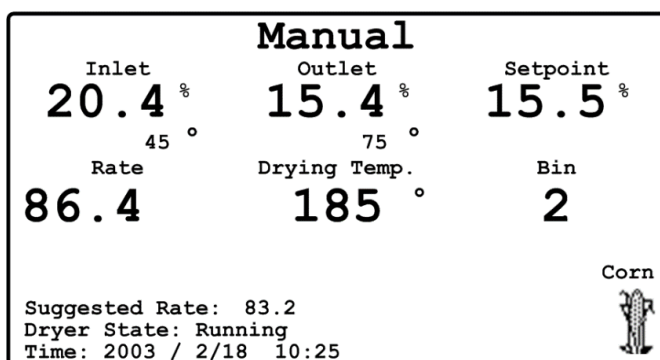 Manual
Inlet Outlet Setpoint
20.4 % 15.4 % 15.5 %
45 ° 75 °
Rate Drying Temp. Bin
86.4 185 ° 2
Corn
Suggested Rate: 83.2
Dryer State: Running
Time: 2003 / 2/18 10:25